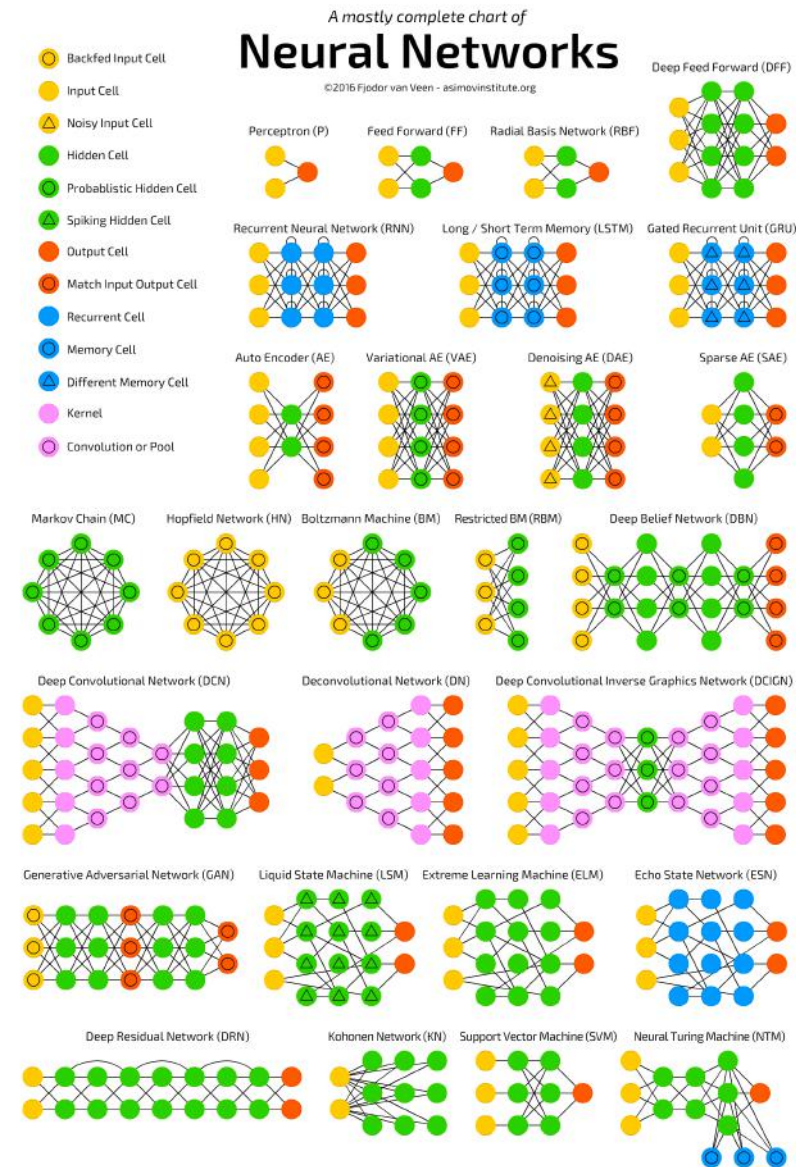 A mostly complete chart of
Neural Networks
©2016 Fjodor van Veen - asimovinstitute.org
Backfed Input Cell
Input Cell
Noisy Input Cell
Hidden Cell
Probablistic Hidden Cell
Spiking Hidden Cell
Output Cell
Match Input Output Cell
Recurrent Cell
Memory Cell
Different Memory Cell
Kernel
Convolution or Pool
Deep Feed Forward (DFF)
Perceptron (P)
Feed Forward (FF)
Radial Basis Network (RBF)
Recurrent Neural Network (RNN)
Long / Short Term Memory (LSTM)
Gated Recurrent Unit (GRU)
Auto Encoder (AE)
Variational AE (VAE)
Denoising AE (DAE)
Sparse AE (SAE)
Markov Chain (MC)
Hopfield Network (HN)
Boltzmann Machine (BM)
Restricted BM (RBM)
Deep Belief Network (DBN)
Deep Convolutional Network (DCN)
Deconvolutional Network (DN)
Deep Convolutional Inverse Graphics Network (DCIGN)
Generative Adversarial Network (GAN)
Liquid State Machine (LSM)
Extreme Learning Machine (ELM)
Echo State Network (ESN)
Deep Residual Network (DRN)
Kohonen Network (KN)
Support Vector Machine (SVM)
Neural Turing Machine (NTM)